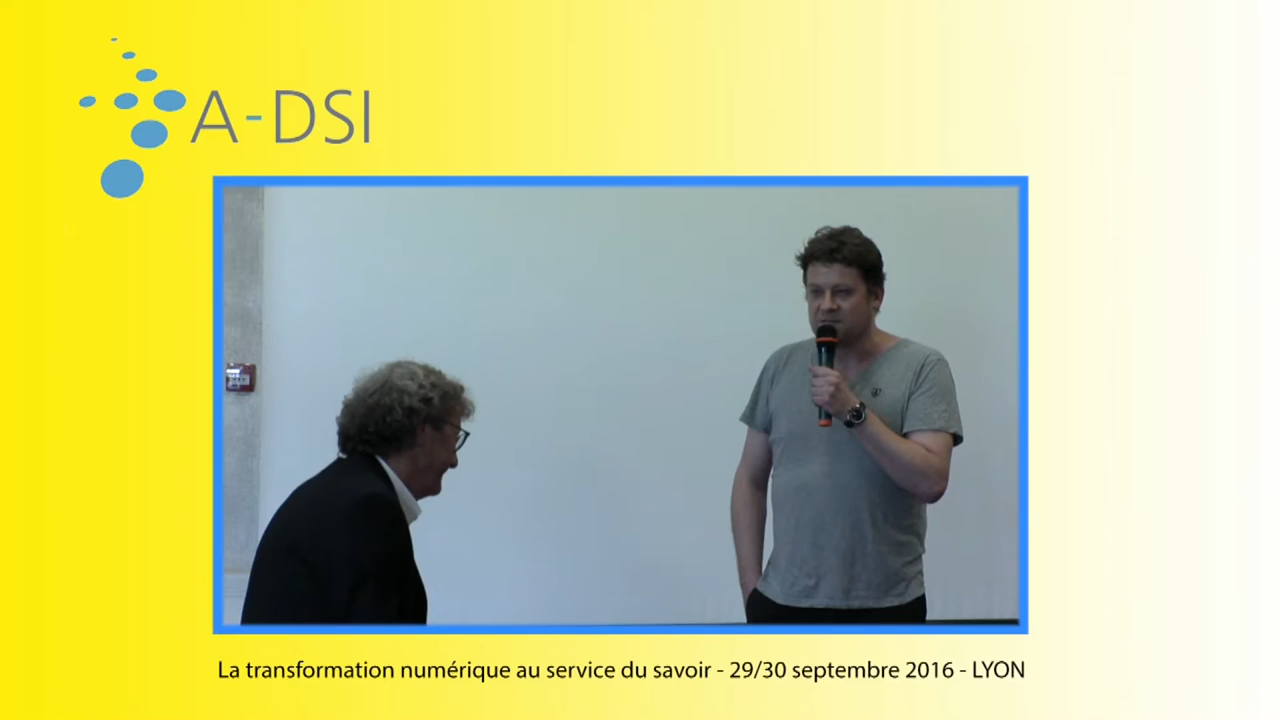 A-DSI
La transformation numérique au service du savoir - 29/30 septembre 2016 - LYON